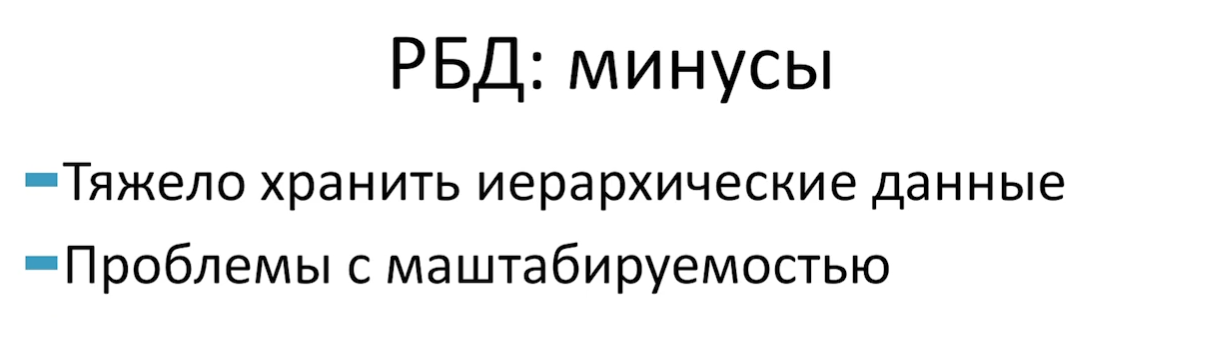 РБД: минусы
Тяжело хранить иерархические данные
Проблемы с маштабируемостью